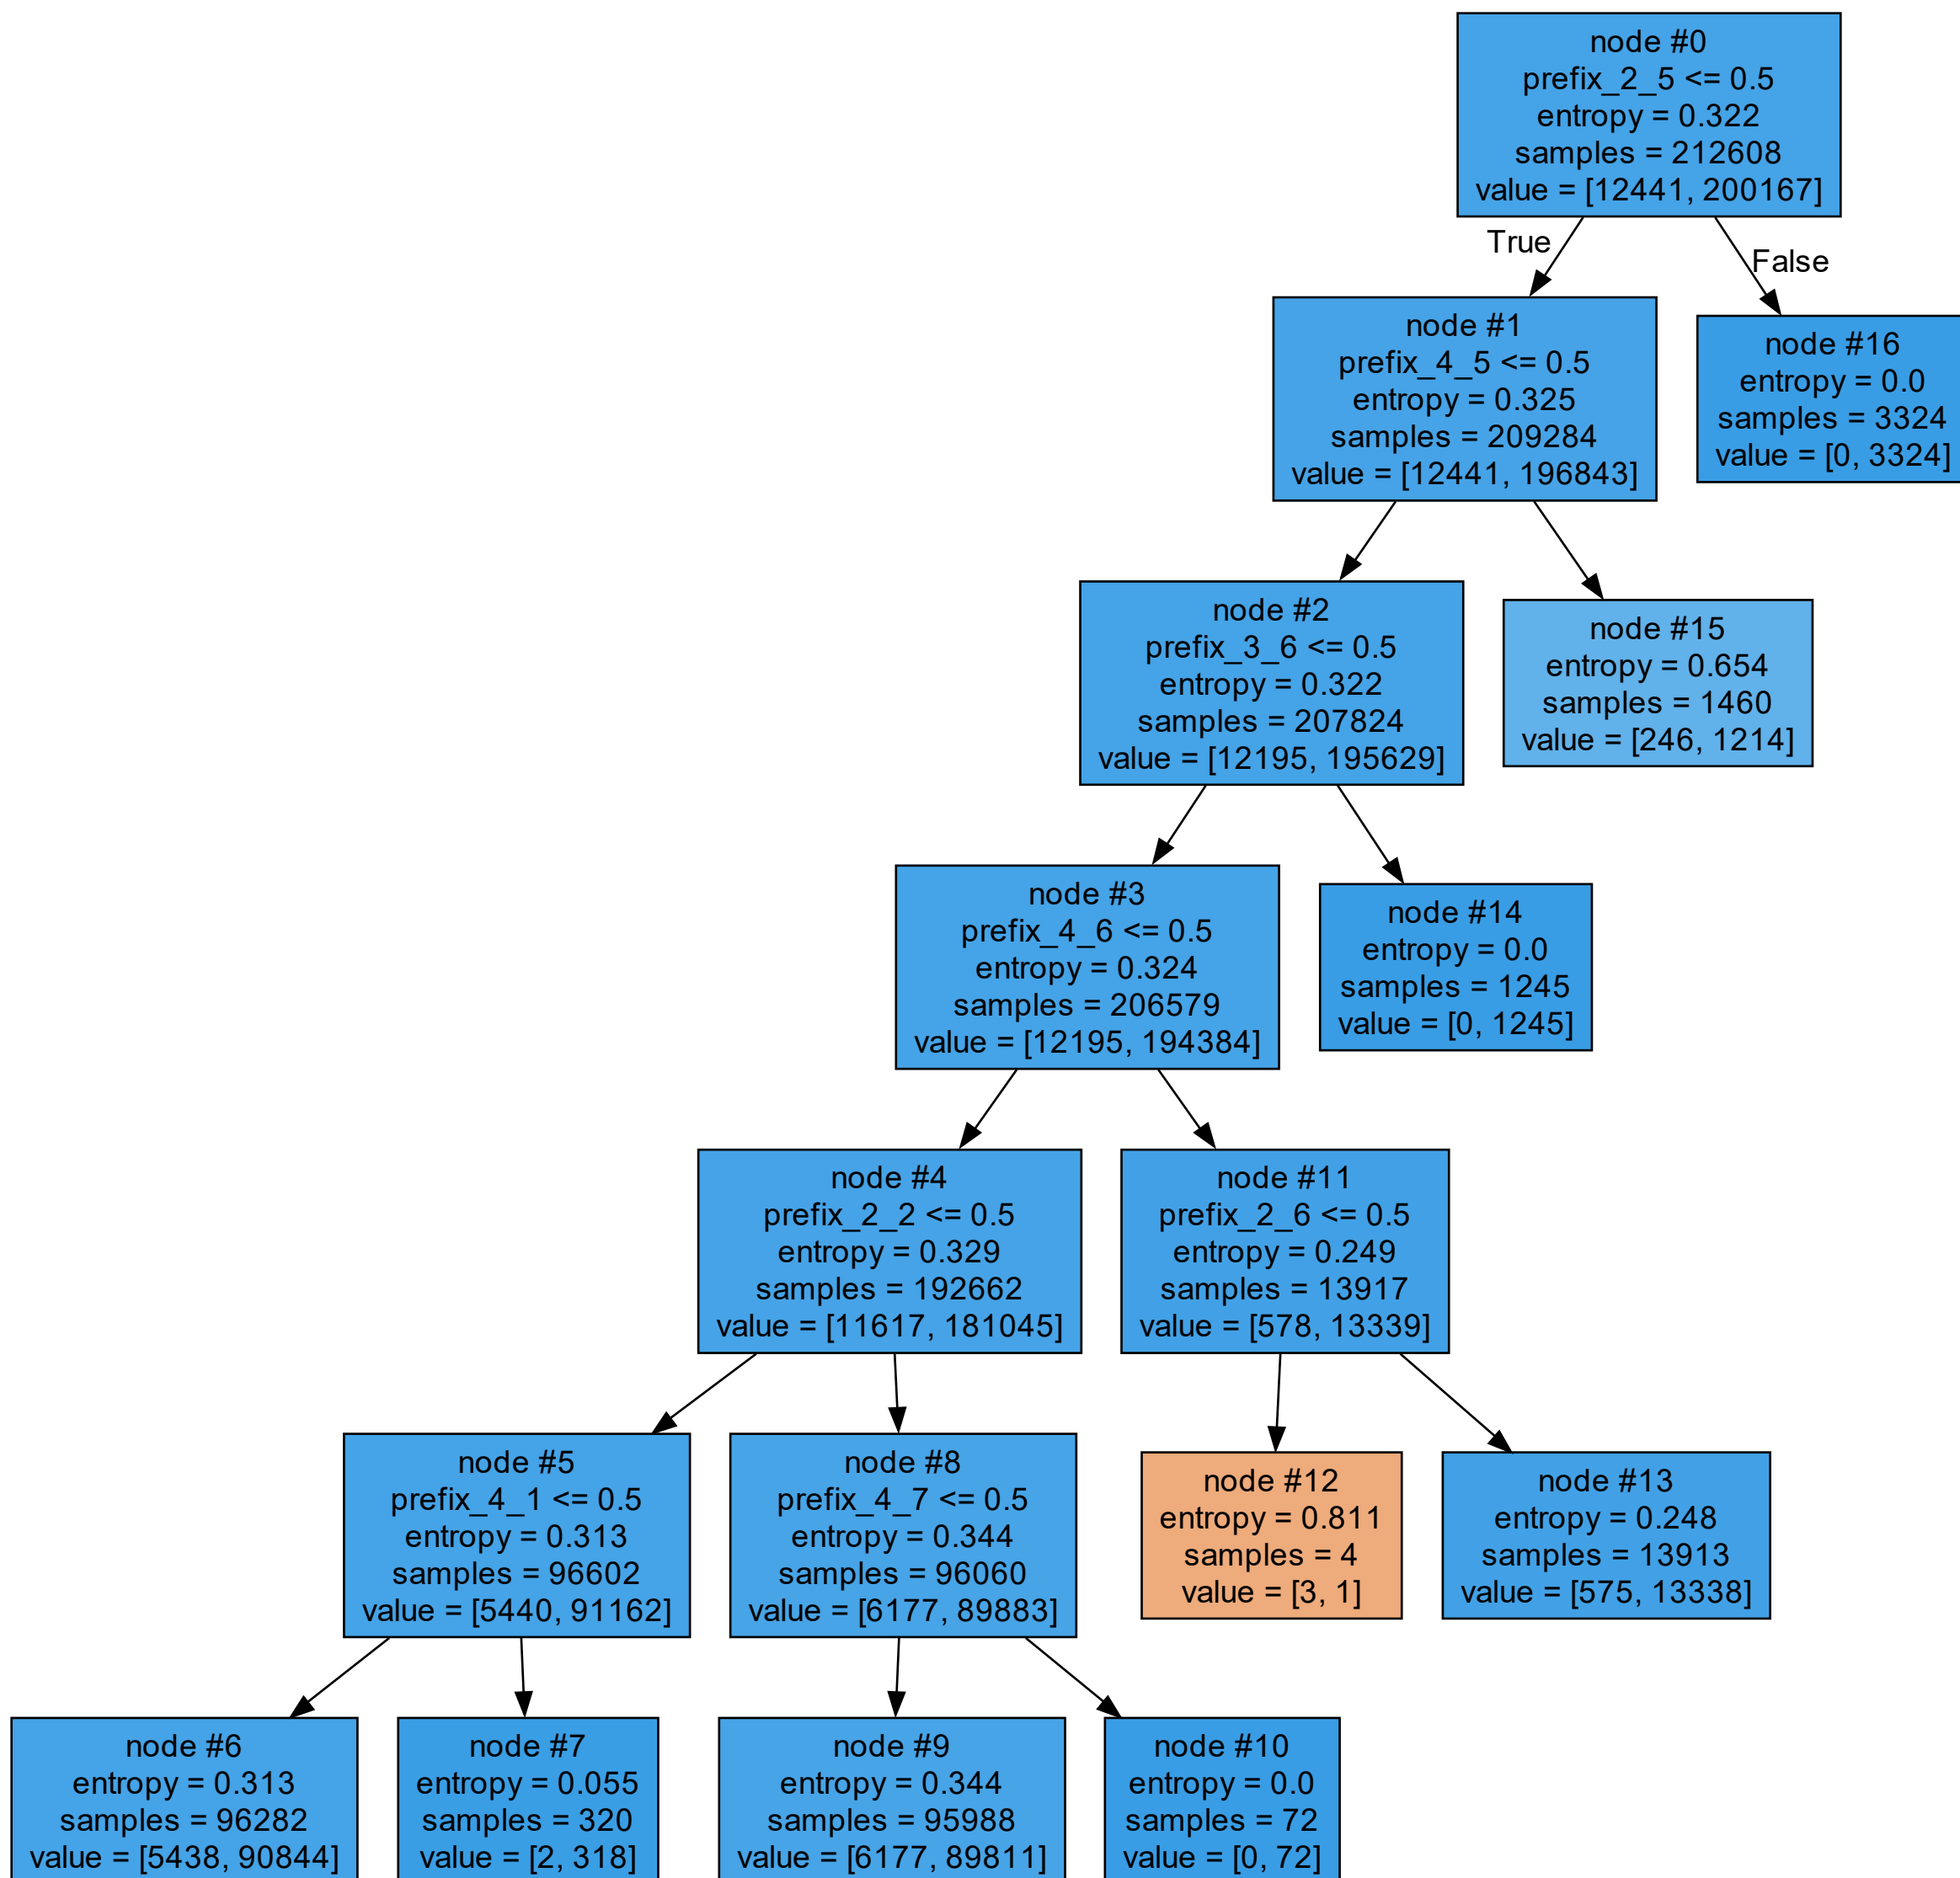 node #0
prefix_2_5 <= 0.5
entropy = 0.322
samples = 212608
value = [12441, 200167]
True
False
node #1
prefix_4_5 <= 0.5
entropy = 0.325
samples = 209284
value = [12441, 196843]
node #16
entropy = 0.0
samples = 3324
value = [0, 3324]
node #2
prefix_3_6 <= 0.5
entropy = 0.322
samples = 207824
value = [12195, 195629]
node #15
entropy = 0.654
samples = 1460
value = [246, 1214]
node #3
prefix_4_6 <= 0.5
entropy = 0.324
samples = 206579
value = [12195, 194384]
node #14
entropy = 0.0
samples = 1245
value = [0, 1245]
node #4
prefix_2_2 <= 0.5
entropy = 0.329
samples = 192662
value = [11617, 181045]
node #11
prefix_2_6 <= 0.5
entropy = 0.249
samples = 13917
value = [578, 13339]
node #5
prefix_4_1 <= 0.5
entropy = 0.313
samples = 96602
value = [5440, 91162]
node #8
prefix_4_7 <= 0.5
entropy = 0.344
samples = 96060
value = [6177, 89883]
node #12
entropy = 0.811
samples = 4
value = [3, 1]
node #13
entropy = 0.248
samples = 13913
value = [575, 13338]
node #6
entropy = 0.313
samples = 96282
value = [5438, 90844]
node #7
entropy = 0.055
samples = 320
value = [2, 318]
node #9
entropy = 0.344
samples = 95988
value = [6177, 89811]
node #10
entropy = 0.0
samples = 72
value = [0, 72]